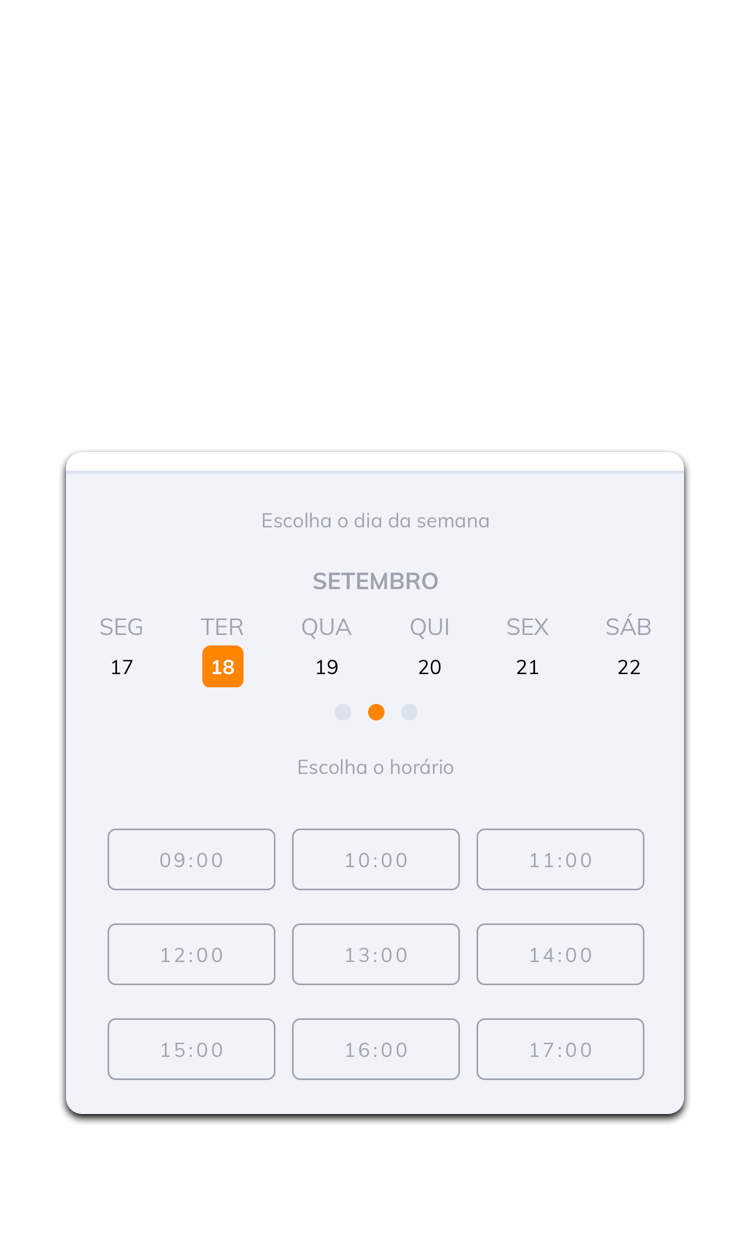 Escolha o dia da semana
SETEMBRO
SEG TER QUA QUI SEX SÁB
17 18 19 20 21 22
Escolha o horário
09:00 10:00 11:00
12:00 13:00 14:00
15:00 16:00 17:00